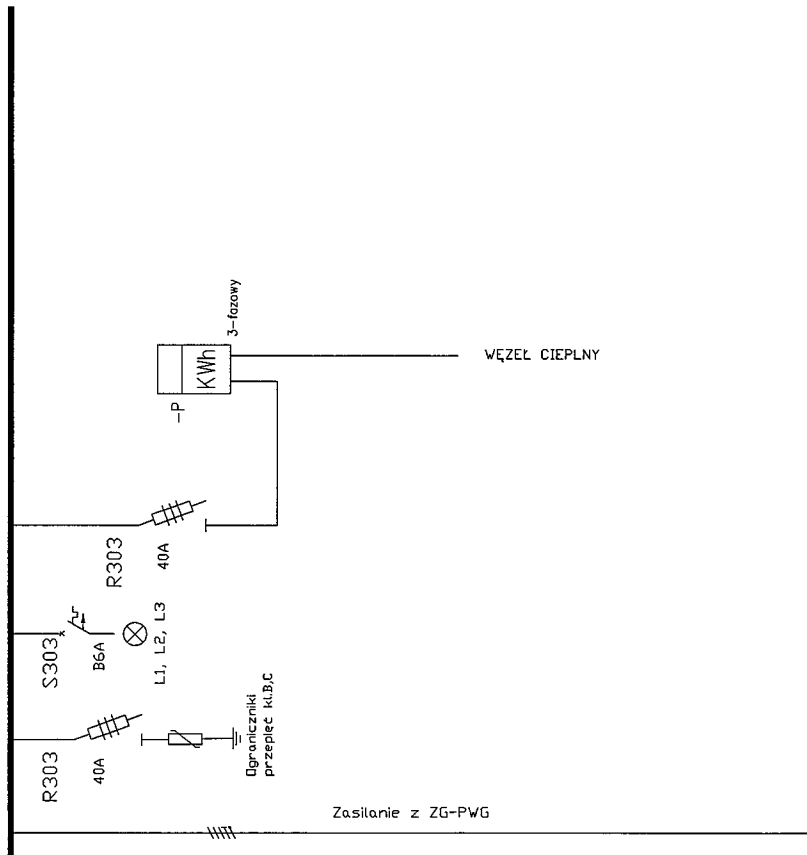 3-fazowy
KWh
-P
WĘZEŁ CIEPLNY
R303
40A
S303
B6A
L1, L2, L3
R303
40A
Ograniczniki
przepięć kl.B,C
Zasilanie z ZG-PWG